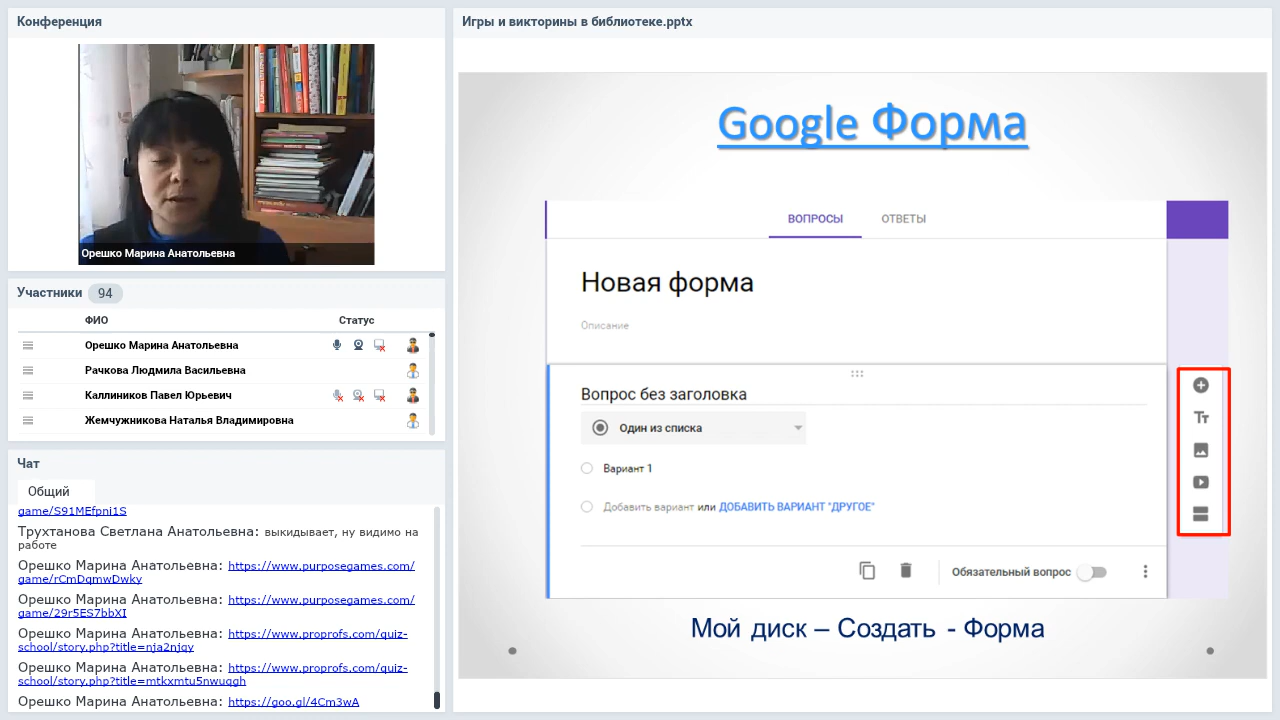 Конференция
Орешко Марина Анатольевна
Участники 94
ФИО Статус
Орешко Марина Анатольевна
Рачкова Людмила Васильевна
Каллиников Павел Юрьевич
Жемчужникова Наталья Владимировна
Чат
Общий
game/S91MEfpni1S
Трухтанова Светлана Анатольевна: выкидывает, ну видимо на
работе
Орешко Марина Анатольевна: https://www.purposegames.com/
game/rCmDqmwDwky
Орешко Марина Анатольевна: https://www.purposegames.com/
game/29r5ES7bbXI
Орешко Марина Анатольевна: https://www.proprofs.com/quiz-
school/story.php?title=nja2njqy
Орешко Марина Анатольевна: https://www.proprofs.com/quiz-
school/story.php?title=mtkxmtu5nwuqgh
Орешко Марина Анатольевна: https://goo.gl/4Cm3wA
Игры и викторины в библиотеке.pptx
Google Форма
ВОПРОСЫ ОТВЕТЫ
Новая форма
Описание
Вопрос без заголовка
Один из списка
Вариант 1
Добавить вариант или ДОБАВИТЬ ВАРИАНТ "ДРУГОЕ"
Обязательный вопрос
Тт
Мой диск – Создать - Форма